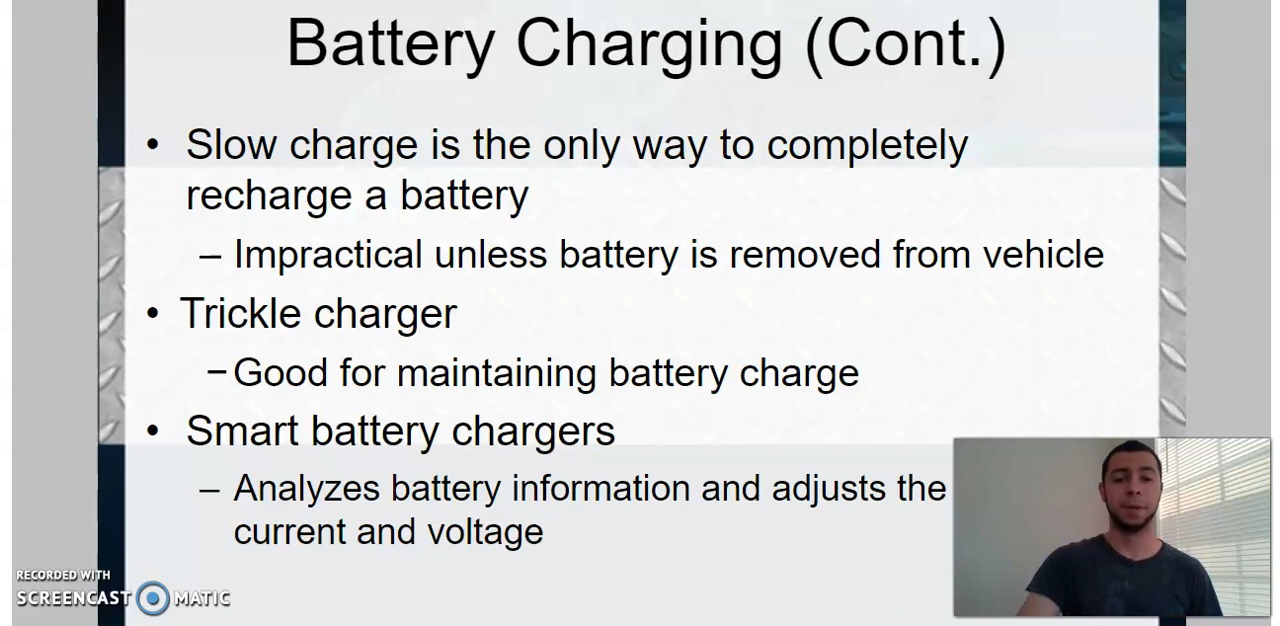 Battery Charging (Cont.)
• Slow charge is the only way to completely
recharge a battery
– Impractical unless battery is removed from vehicle
• Trickle charger
– Good for maintaining battery charge
• Smart battery chargers
– Analyzes battery information and adjusts the
current and voltage
RECORDED WITH
SCREENCAST MATIC